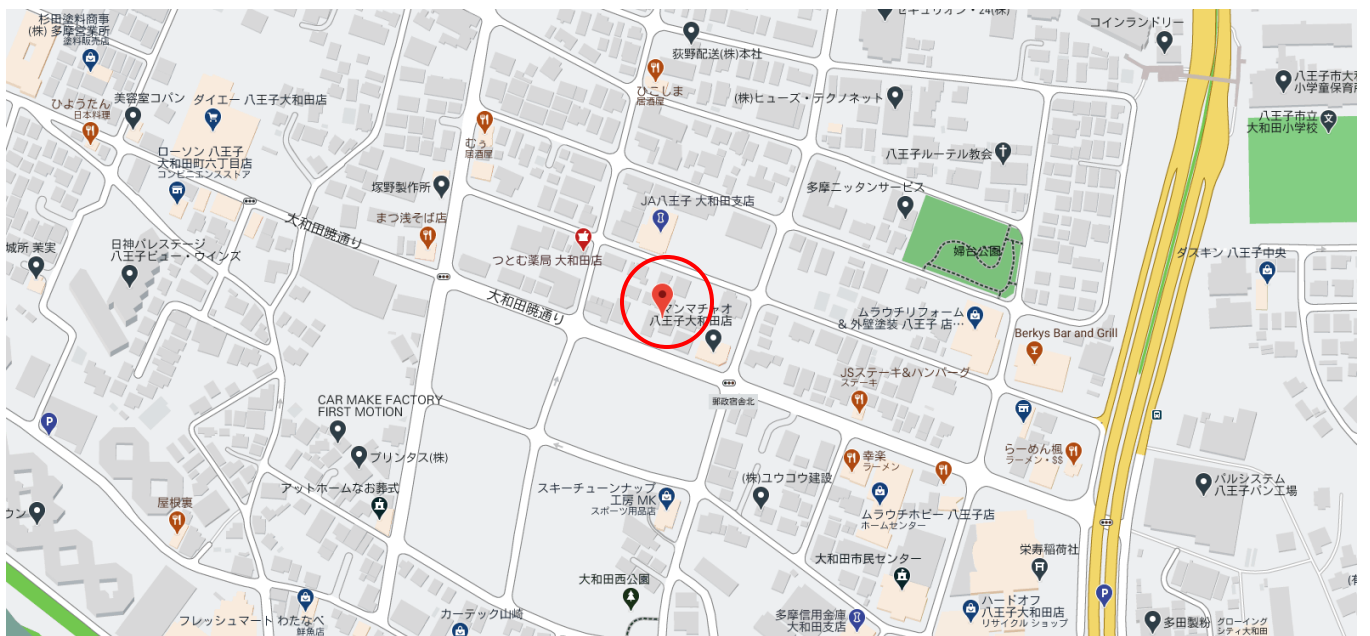 杉田塗料商事
(株) 多摩営業所
塗料販売店
ひようたん
日本料理
美容室コバン
ダイエー 八王子大和田店
ローソン 八王子
大和田町六丁目店
コンビニエンスストア
荻野配送(株)本社
ひこしま
居酒屋
むぅ
居酒屋
塚野製作所
まつ浅そば店
セキュリオン・24(株)
コインランドリー
(株)ヒューズ・テクノネット
八王子ルーテル教会
多摩ニッタンサービス
八王子市大和
小学童保育所
八王子市立
大和田小学校
文
JA八王子 大和田支店
つとむ薬局 大和田店
大和田暁通り
大和田暁通り
城所 茉実
日神パレステージ
八王子ビュー・ウインズ
婦台公園
ダスキン 八王子中央
マンマチャオ
八王子大和田店
ムラウチリフォーム
& 外壁塗装 八王子 店…
Berkys Bar and Grill
JSステーキ&ハンバーグ
ステーキ
郵政宿舎北
CAR MAKE FACTORY
FIRST MOTION
プリンタス(株)
アットホームなお葬式
屋根裏
ウン
P
スキーチューンナップ
工房 MK
スポーツ用品店
(株)ユウコウ建設
幸楽
ラーメン
らーめん楓
ラーメン・$$
ムラウチホビー 八王子店
ホームセンター
パルシステム
八王子パン工場
大和田市民センター
栄寿稲荷社
大和田西公園
フレッシュマート わたなべ
鮮魚店
カーテック山崎
多摩信用金庫
大和田支店
ハードオフ
八王子大和田店
リサイクル ショップ
P
多田製粉
グローイング
シティ大和田
(有